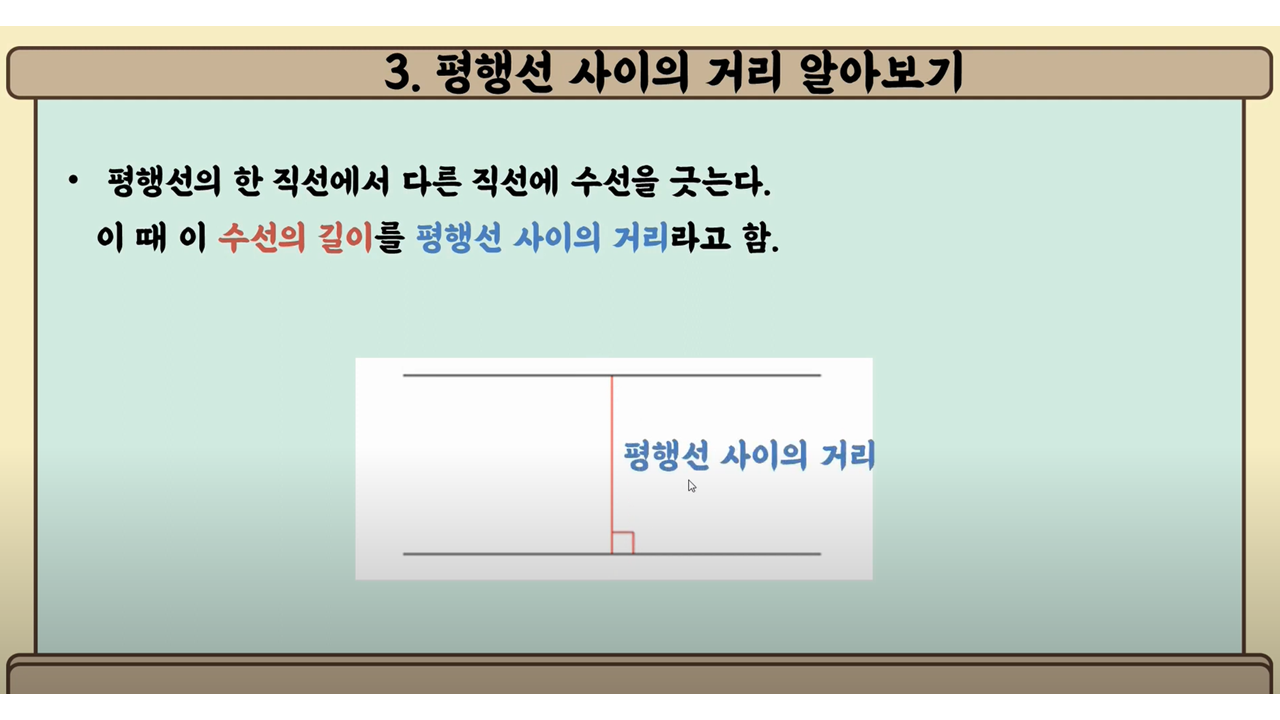 3. 평행선 사이의 거리 알아보기
• 평행선의 한 직선에서 다른 직선에 수선을 긋는다.
이 때 이 수선의 길이를 평행선 사이의 거리라고 함.
평행선 사이의 거리